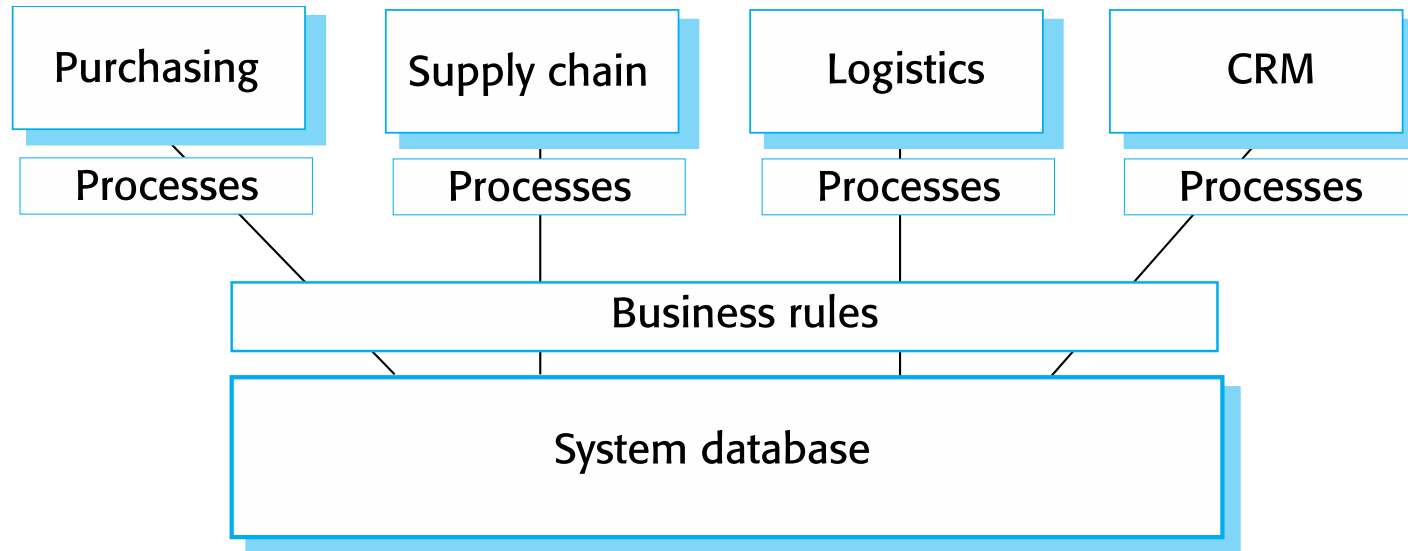 Purchasing
Supply chain
Logistics
CRM
Processes
Processes
Processes
Processes
Business rules
System database